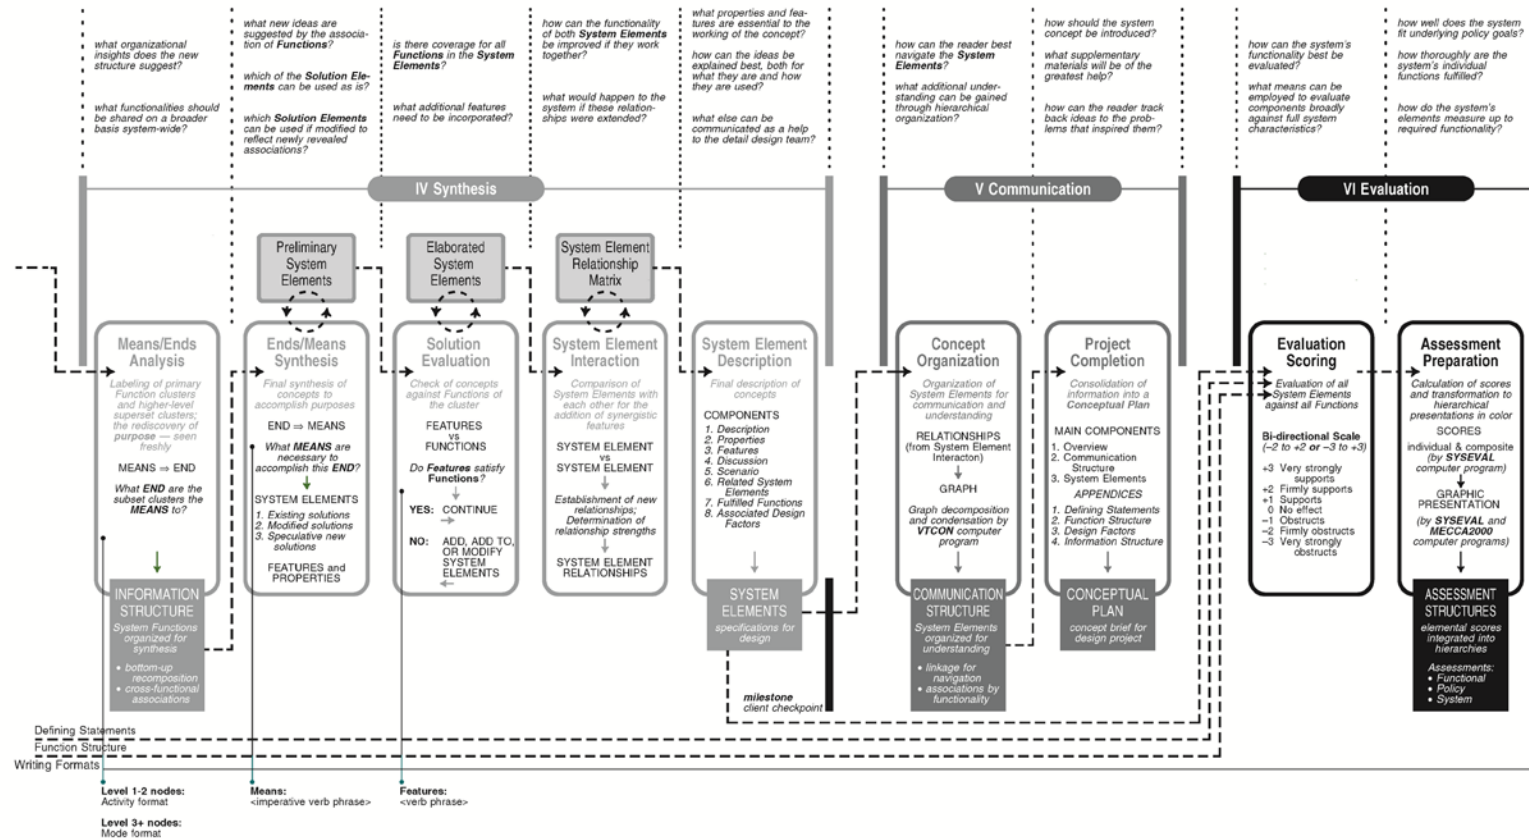 what organizational
insights does the new
structure suggest?
what functionalities should
be shared on a broader
basis system-wide?
what new ideas are
suggested by the associa-
tion of Functions?
which of the Solution Ele-
ments can be used as is?
which Solution Elements
can be used if modified to
reflect newly revealed
associations?
is there coverage for all
Functions in the System
Elements?
what additional features
need to be incorporated?
how can the functionality
of both System Elements
be improved if they work
together?
what would happen to the
system if these relation-
ships were extended?
what properties and fea-
tures are essential to the
working of the concept?
how can the ideas be
explained best, both for
what they are and how
they are used?
what else can be
communicated as a help
to the detail design team?
how can the reader best
navigate the System
Elements?
what additional under-
standing can be gained
through hierarchical
organization?
how should the system
concept be introduced?
what supplementary
materials will be of the
greatest help?
how can the reader track
back ideas to the prob-
lems that inspired them?
how can the system's
functionality best be
evaluated?
what means can be
employed to evaluate
components broadly
against full system
characteristics?
how well does the system
fit underlying policy goals?
how thoroughly are the
system's individual
functions fulfilled?
how do the system's
elements measure up to
required functionality?
IV Synthesis
V Communication
VI Evaluation
Preliminary
System
Elements
Elaborated
System
Elements
System Element
Relationship
Matrix
Means/Ends
Analysis
Labeling of primary
Function clusters
and higher-level
superset clusters;
the rediscovery of
purpose — seen
freshly
MEANS ⇒ END
What END are the
subset clusters the
MEANS to?
INFORMATION
STRUCTURE
System Functions
organized for
synthesis
• bottom-up
recomposition
• cross-functional
associations
Ends/Means
Synthesis
Final synthesis of
concepts to
accomplish purposes
END ⇒ MEANS
What MEANS are
necessary to
accomplish this END?
SYSTEM ELEMENTS
1. Existing solutions
2. Modified solutions
3. Speculative new
solutions
FEATURES and
PROPERTIES
Solution
Evaluation
Check of concepts
against Functions of
the cluster
FEATURES
vs
FUNCTIONS
Do Features satisfy
Functions?
YES: CONTINUE
NO: ADD, ADD TO,
OR MODIFY
SYSTEM
ELEMENTS
System Element
Interaction
Comparison of
System Elements with
each other for the
addition of synergistic
features
SYSTEM ELEMENT
vs
SYSTEM ELEMENT
Establishment of new
relationships;
Determination of
relationship strengths
SYSTEM ELEMENT
RELATIONSHIPS
System Element
Description
Final description of
concepts
COMPONENTS
1. Description
2. Properties
3. Features
4. Discussion
5. Scenario
6. Related System
Elements
7. Fulfilled Functions
8. Associated Design
Factors
SYSTEM
ELEMENTS
specifications for
design
milestone
client checkpoint
Concept
Organization
Organization of
System Elements for
communication and
understanding
RELATIONSHIPS
(from System Element
Interacton)
GRAPH
Graph decomposition
and condensation by
VTCON computer
program
COMMUNICATION
STRUCTURE
System Elements
organized for
understanding
• linkage for
navigation
• associations by
functionality
Project
Completion
Consolidation of
information into a
Conceptual Plan
MAIN COMPONENTS
1. Overview
2. Communication
Structure
3. System Elements
APPENDICES
1. Defining Statements
2. Function Structure
3. Design Factors
4. Information Structure
CONCEPTUAL
PLAN
concept brief for
design project
Evaluation
Scoring
Evaluation of all
System Elements
against all Functions
Bi-directional Scale
(−2 to +2 or −3 to +3)
+3 Very strongly
supports
+2 Firmly supports
+1 Supports
0 No effect
−1 Obstructs
−2 Firmly obstructs
−3 Very strongly
obstructs
Assessment
Preparation
Calculation of scores
and transformation to
hierarchical
presentations in color
SCORES
individual & composite
(by SYSEVAL
computer program)
GRAPHIC
PRESENTATION
(by SYSEVAL and
MECCA2000
computer programs)
ASSESSMENT
STRUCTURES
elemental scores
integrated into
hierarchies
Assessments:
• Functional
• Policy
• System
Defining Statements
Function Structure
Writing Formats
Level 1-2 nodes:
Activity format
Level 3+ nodes:
Mode format
Means:
<imperative verb phrase>
Features:
<verb phrase>